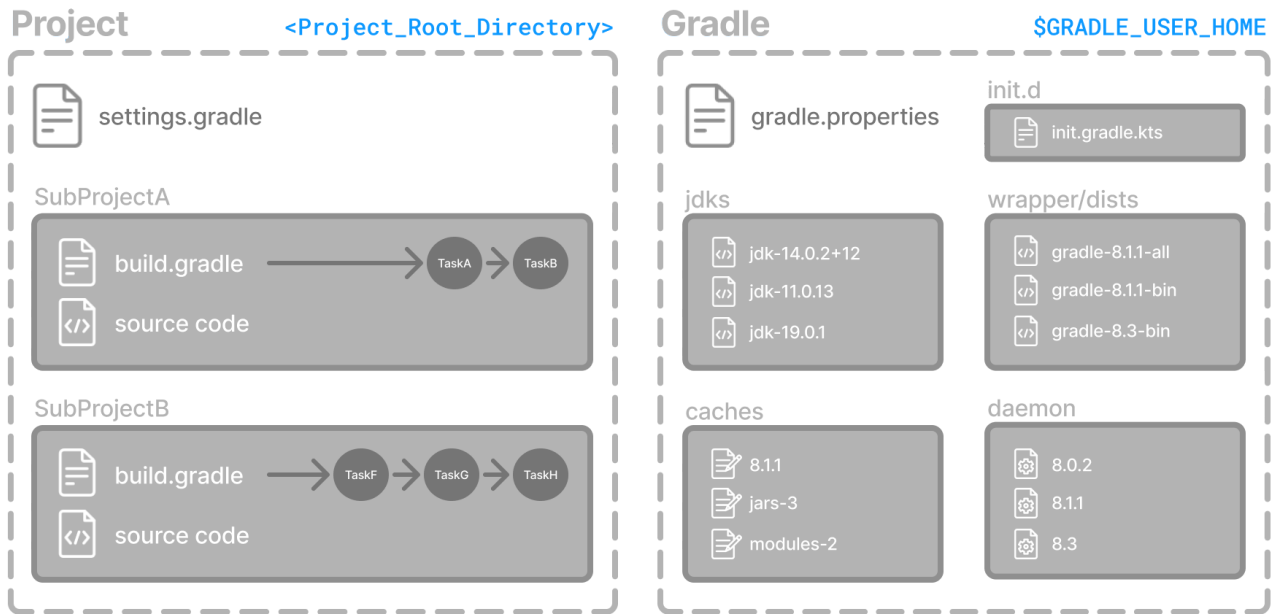 Project
<Project_Root_Directory>
settings.gradle
SubProjectA
build.gradle
TaskA
TaskB
source code
SubProjectB
build.gradle
TaskF
TaskG
TaskH
source code
Gradle
$GRADLE_USER_HOME
gradle.properties
init.d
init.gradle.kts
jdks
jdk-14.0.2+12
jdk-11.0.13
jdk-19.0.1
wrapper/dists
gradle-8.1.1-all
gradle-8.1.1-bin
gradle-8.3-bin
caches
8.1.1
jars-3
modules-2
daemon
8.0.2
8.1.1
8.3